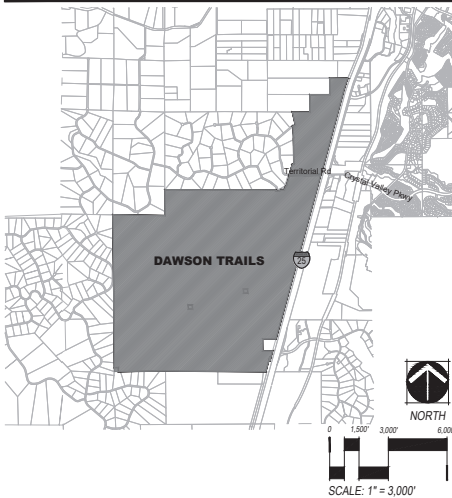 Territorial Rd
Crystal Valley Pkwy
DAWSON TRAILS
25
NORTH
0 1,500' 3,000' 6,000
SCALE: 1" = 3,000'